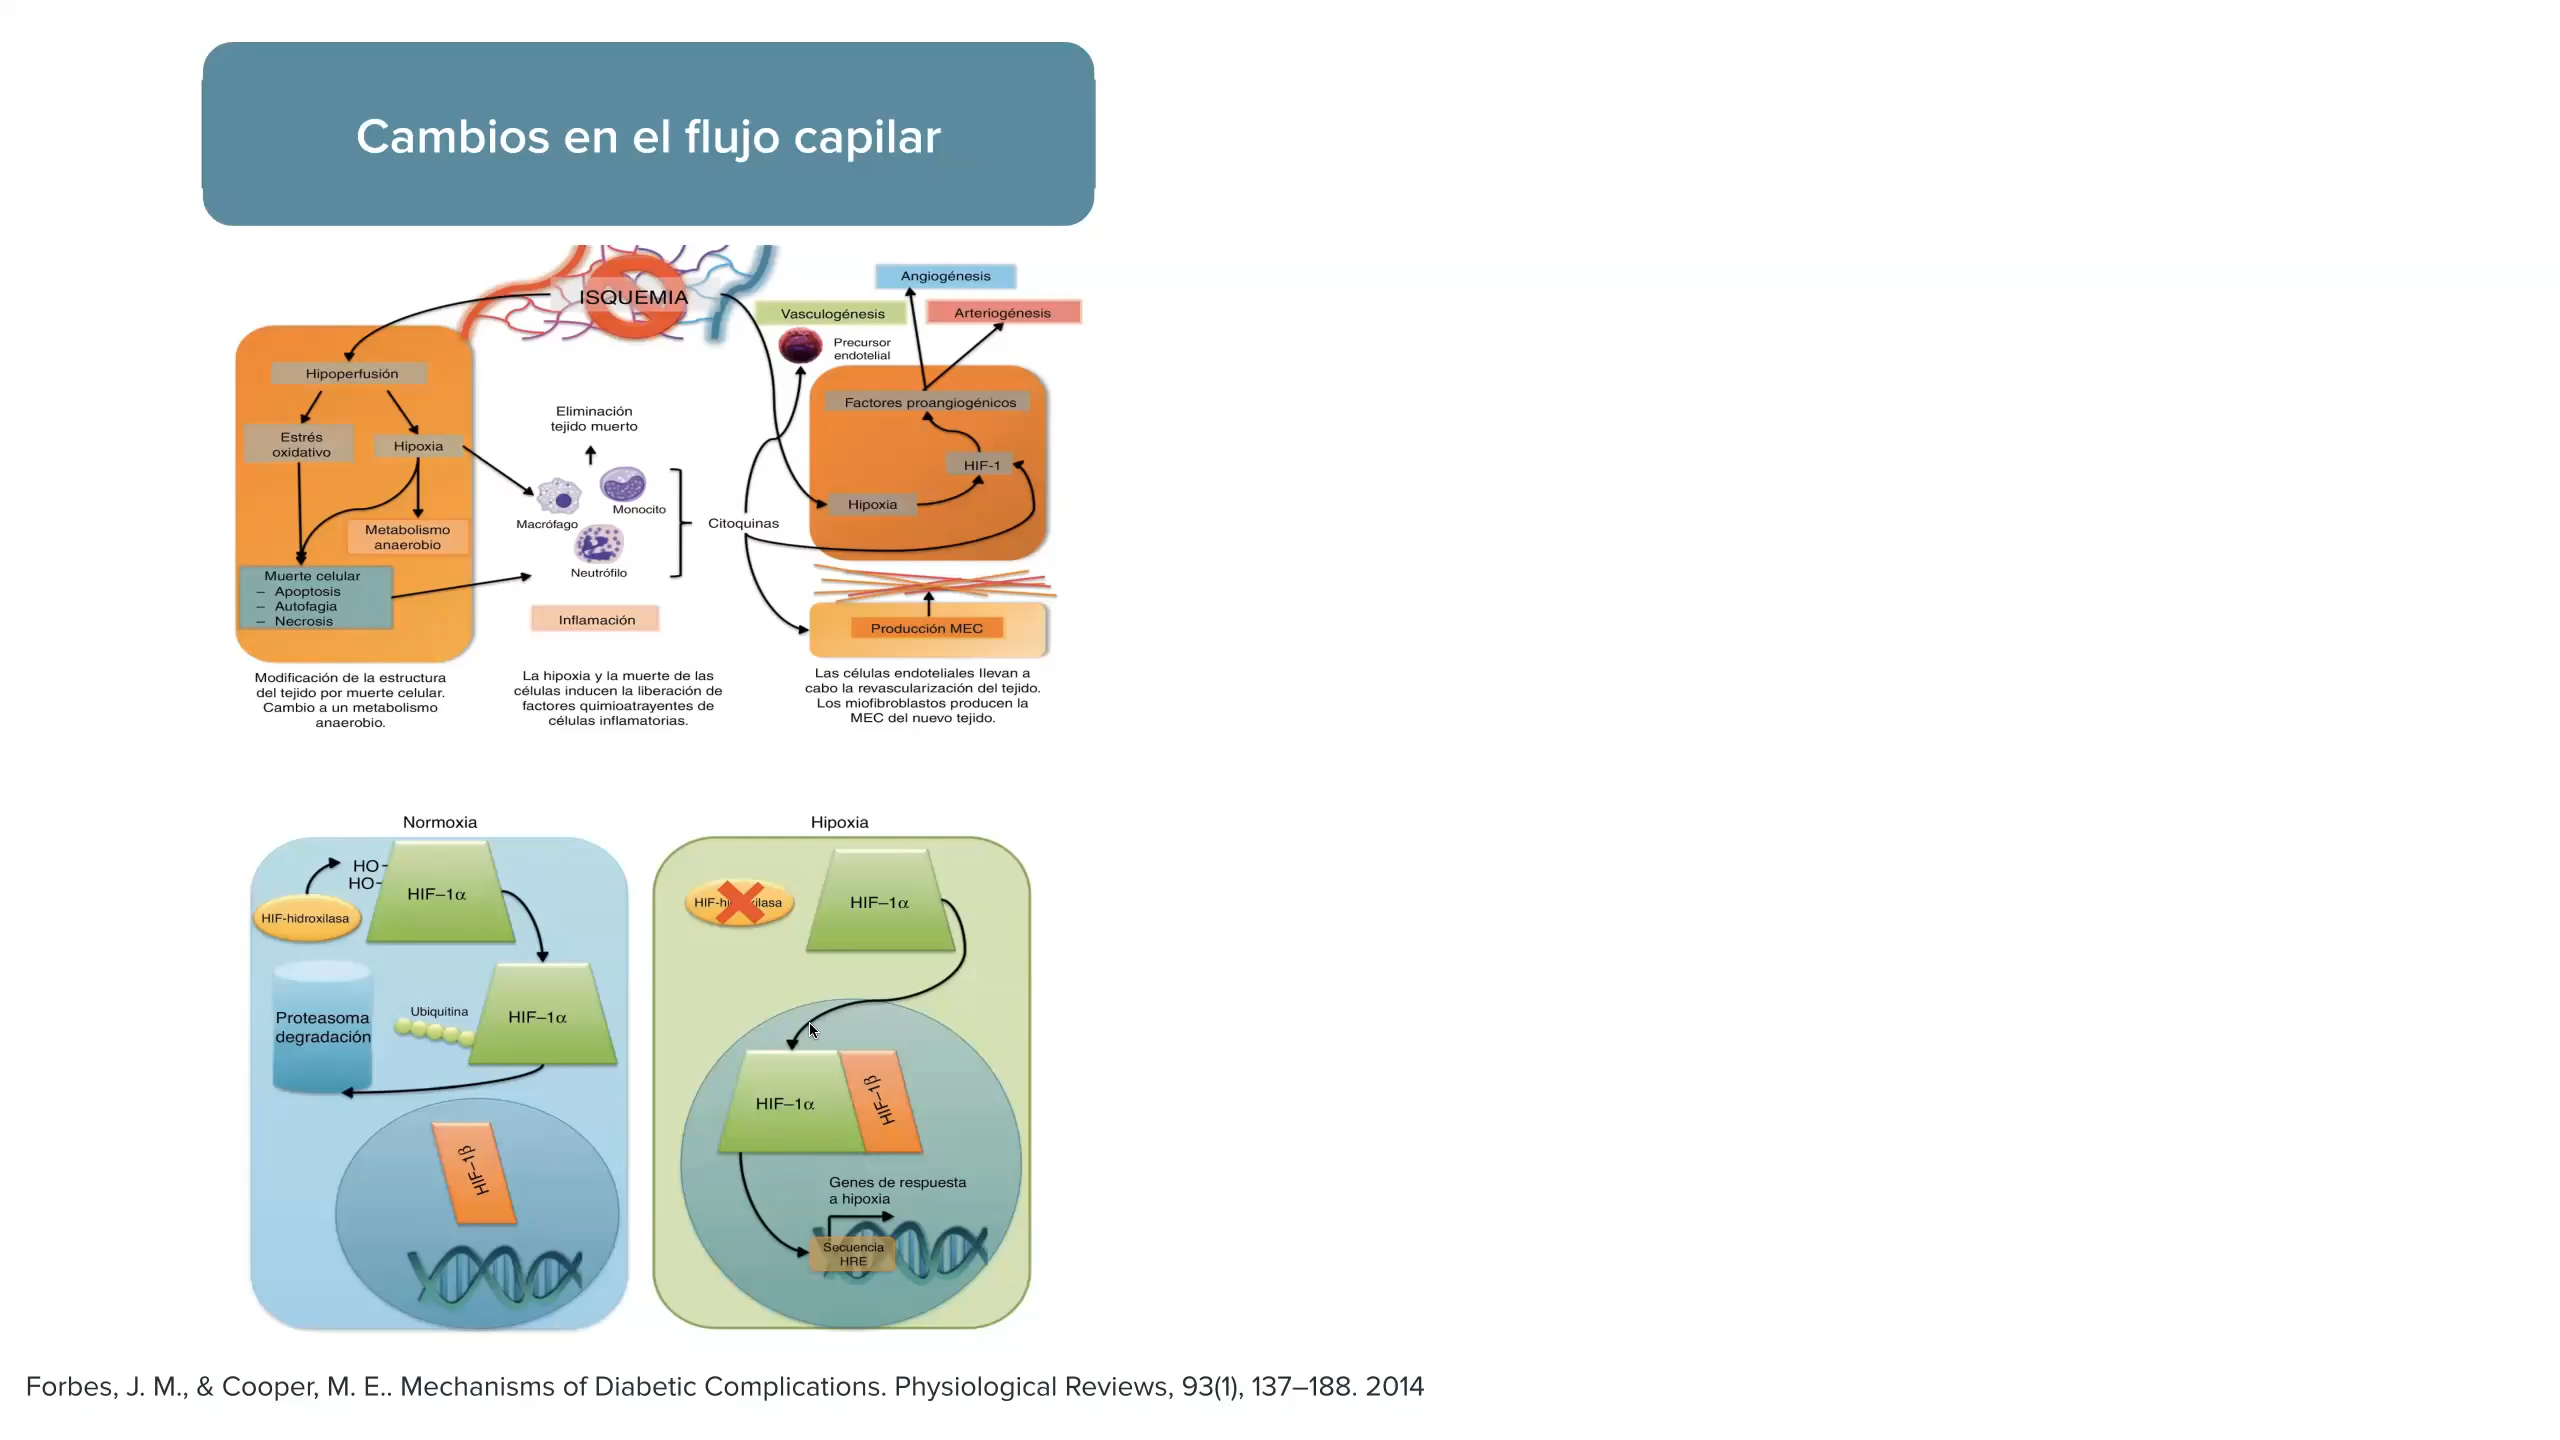 Cambios en el flujo capilar
ISQUEMIA
Angiogénesis
Vasculogénesis
Arteriogénesis
Precursor
endotelial
Hipoperfusión
Factores proangiogénicos
Eliminación
tejido muerto
Estrés
oxidativo
Hipoxia
HIF-1
Hipoxia
Monocito
Macrófago
Citoquinas
Metabolismo
anaerobio
Neutrófilo
Muerte celular
– Apoptosis
– Autofagia
– Necrosis
Inflamación
Producción MEC
Modificación de la estructura
del tejido por muerte celular.
Cambio a un metabolismo
anaerobio.
La hipoxia y la muerte de las
células inducen la liberación de
factores quimioatrayentes de
células inflamatorias.
Las células endoteliales llevan a
cabo la revascularización del tejido.
Los miofibroblastos producen la
MEC del nuevo tejido.
Normoxia
HO-
HO-
HIF–1α
HIF-hidroxilasa
Ubiquitina
HIF–1α
Proteasoma
degradación
HIF–1β
Hipoxia
HIF–1α
HIF–1α
HIF–1β
Genes de respuesta
a hipoxia
Secuencia
HRE
Forbes, J. M., & Cooper, M. E.. Mechanisms of Diabetic Complications. Physiological Reviews, 93(1), 137–188. 2014